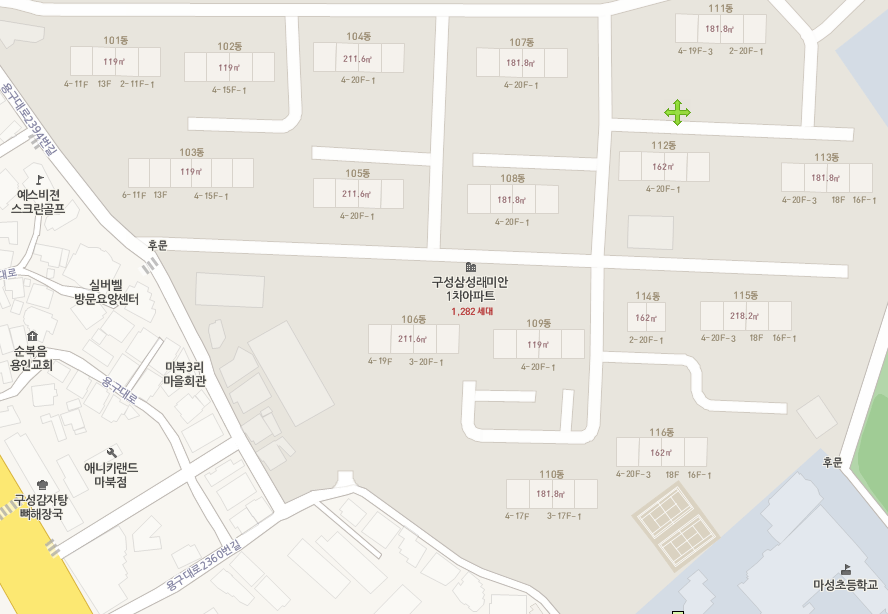 111동
181.8㎡
4-19F-3 2-20F-1
101동
119㎡
4-11F 13F 2-11F-1
102동
119㎡
4-15F-1
104동
211.6㎡
4-20F-1
107동
181.8㎡
4-20F-1
용구대로2394번길
103동
119㎡
6-11F 13F 4-15F-1
105동
211.6㎡
4-20F-1
108동
181.8㎡
4-20F-1
112동
162㎡
4-20F-1
113동
181.8㎡
4-20F-3 18F 16F-1
예스비젼
스크린골프
후문
대로
실버벨
방문요양센터
구성삼성래미안
1차아파트
1,282 세대
106동
211.6㎡
4-19F 3-20F-1
109동
119㎡
4-20F-1
114동
162㎡
2-20F-1
115동
218.2㎡
4-20F-3 18F 16F-1
순복음
용인교회
미북3리
마을회관
용구대로
애니키랜드
마북점
구성감자탕
뼈해장국
116동
162㎡
4-20F-3 18F 16F-1
후문
110동
181.8㎡
4-17F 3-17F-1
용구대로2360번길
마성초등학교